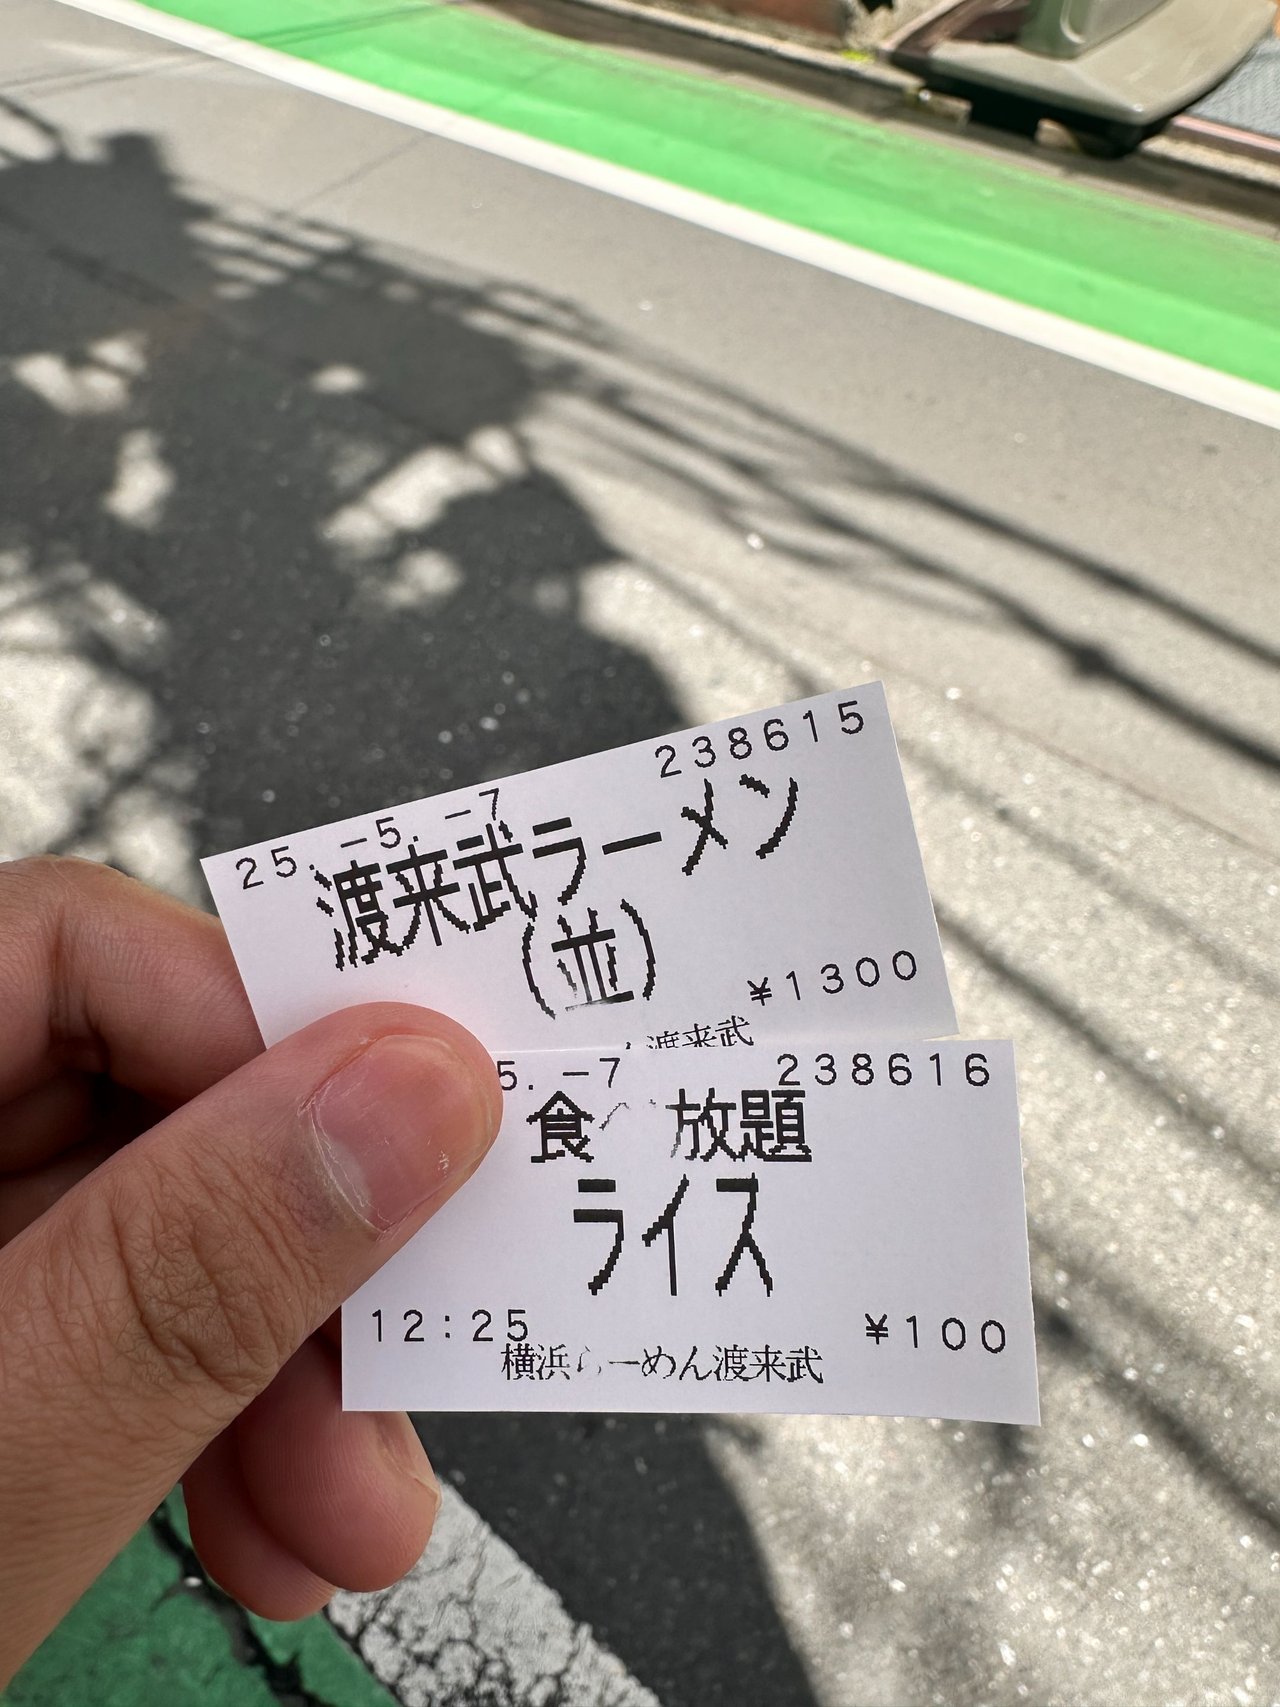 238615
25.-5.-7
渡来武ラーメン
(並)
¥1300
渡来武
5.-7
238616
食 放題
ライス
12:25
¥100
横浜らーめん渡来武